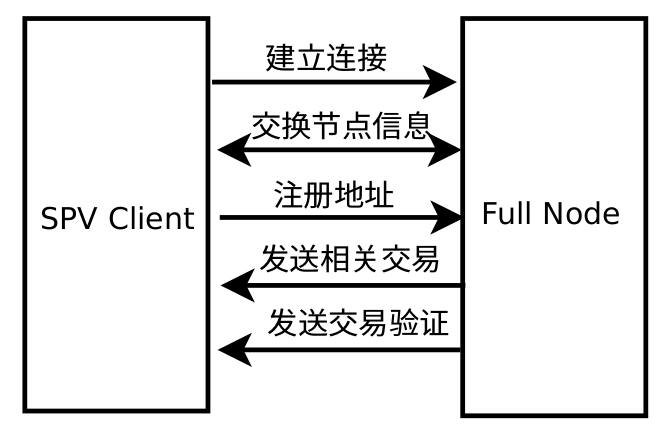 建立连接
交换节点信息
注册地址
SPV Client
Full Node
发送相关交易
发送交易验证